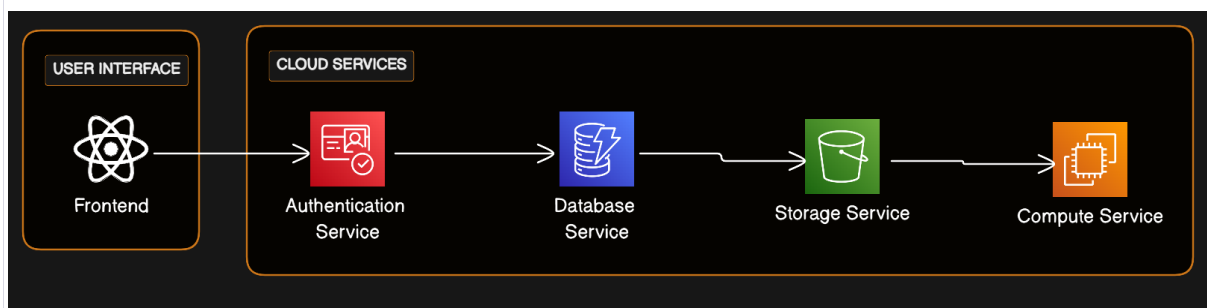 USER INTERFACE
CLOUD SERVICES
Frontend
Authentication
Service
Database
Service
Storage Service
Compute Service